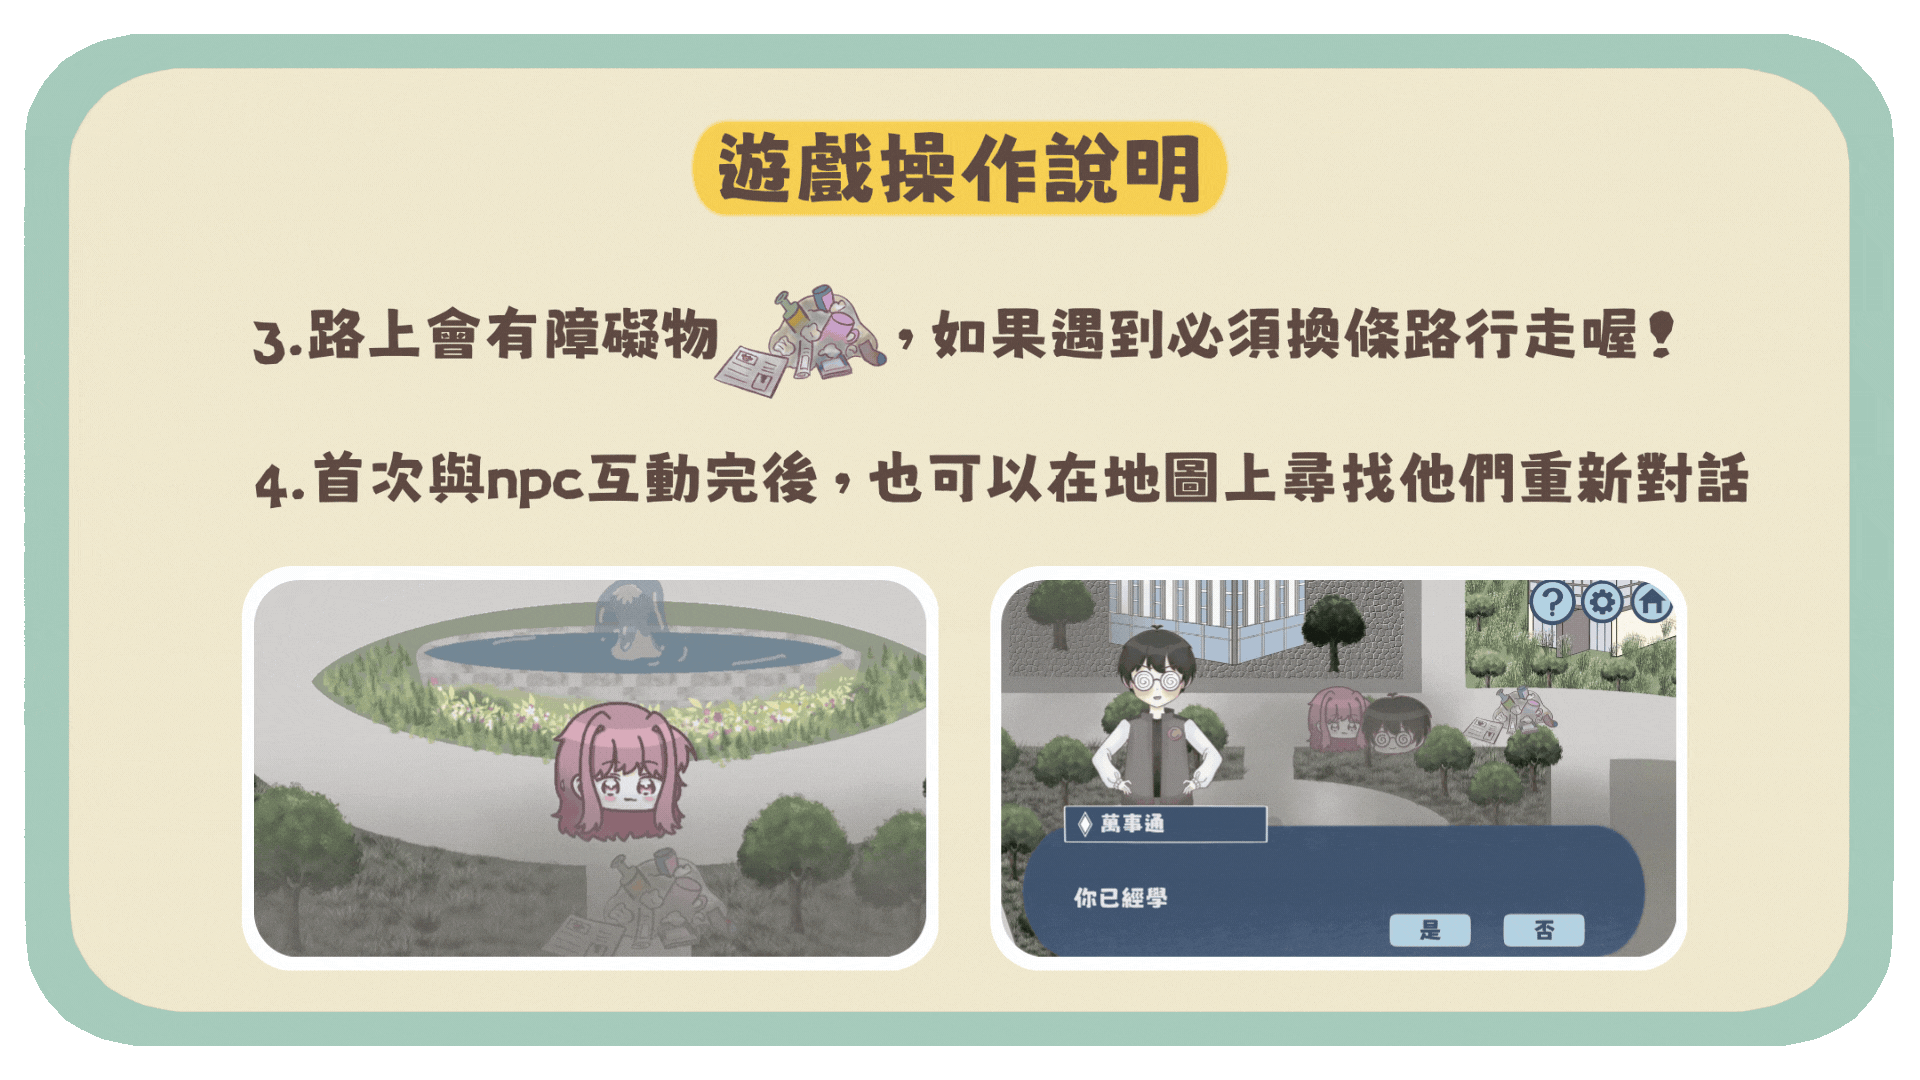 遊戲操作說明
3.路上會有障礙物，如果遇到必須換條路行走喔！
4.首次與npc互動完後，也可以在地圖上尋找他們重新對話
?
萬事通
你已經學
是 否